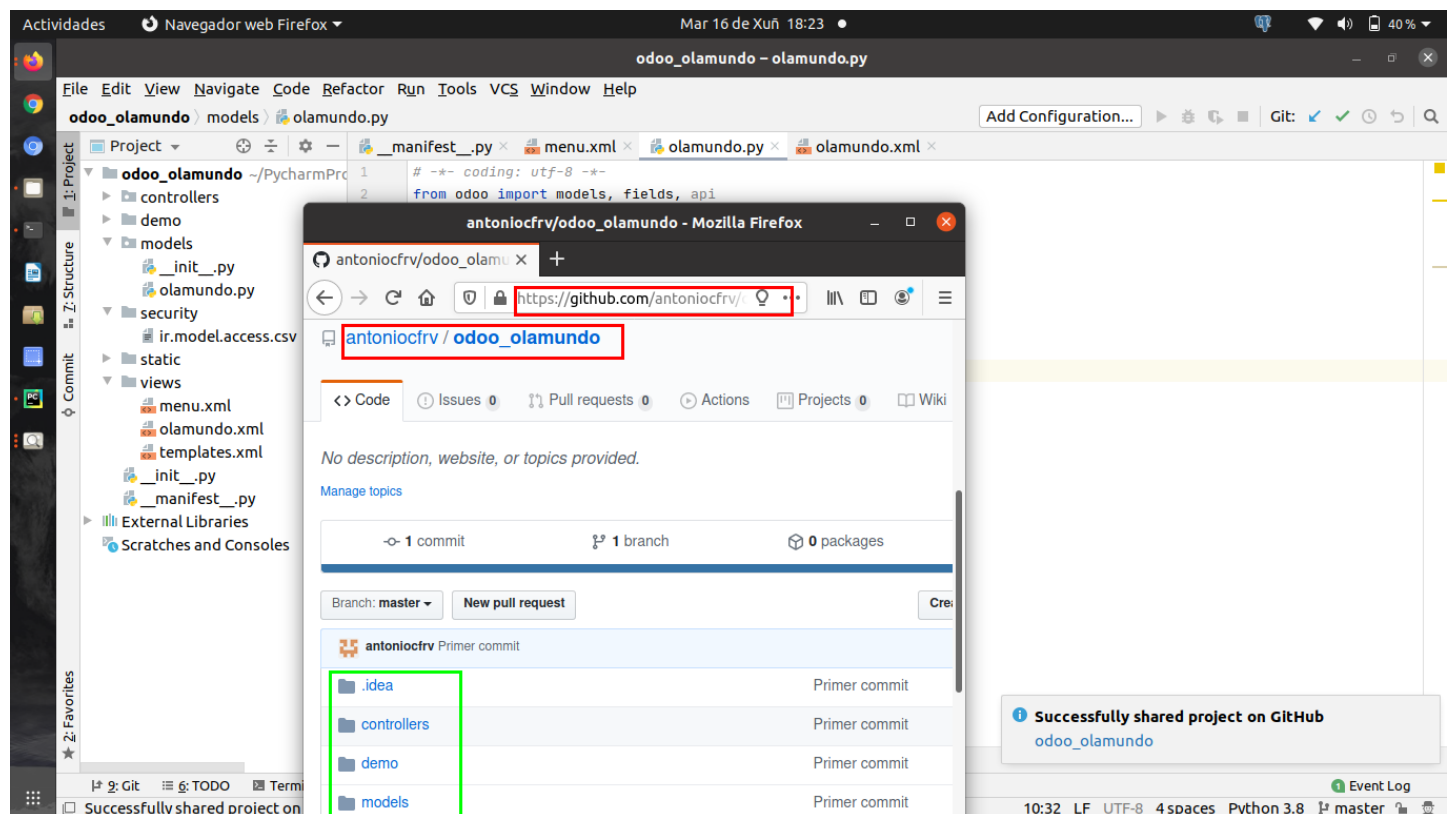 Actividades Navegador web Firefox Mar 16 de Xuñ 18:23 40 %
odoo_olamundo – olamundo.py
File Edit View Navigate Code Refactor Run Tools VCS Window Help
odoo_olamundo models olamundo.py Add Configuration... Git:
Project __manifest__.py menu.xml olamundo.py olamundo.xml
1: Project
Z: Structure
Commit
2: Favorites
odoo_olamundo ~/PycharmPro
controllers
demo
models
__init__.py
olamundo.py
security
ir.model.access.csv
static
views
menu.xml
olamundo.xml
templates.xml
__init__.py
__manifest__.py
External Libraries
Scratches and Consoles
1 # -*- coding: utf-8 -*-
2 from odoo import models, fields, api
antoniocfrv/odoo_olamundo - Mozilla Firefox
antoniocfrv/odoo_olamu
https://github.com/antoniocfrv/
antoniocfrv / odoo_olamundo
Code Issues 0 Pull requests 0 Actions Projects 0 Wiki
No description, website, or topics provided.
Manage topics
1 commit 1 branch 0 packages
Branch: master New pull request Crea
antoniocfrv Primer commit
.idea Primer commit
controllers Primer commit
demo Primer commit
models Primer commit
Successfully shared project on GitHub
odoo_olamundo
9: Git 6: TODO Termi 1 Event Log
Successfully shared project on 10:32 LF UTF-8 4 spaces Python 3.8 master